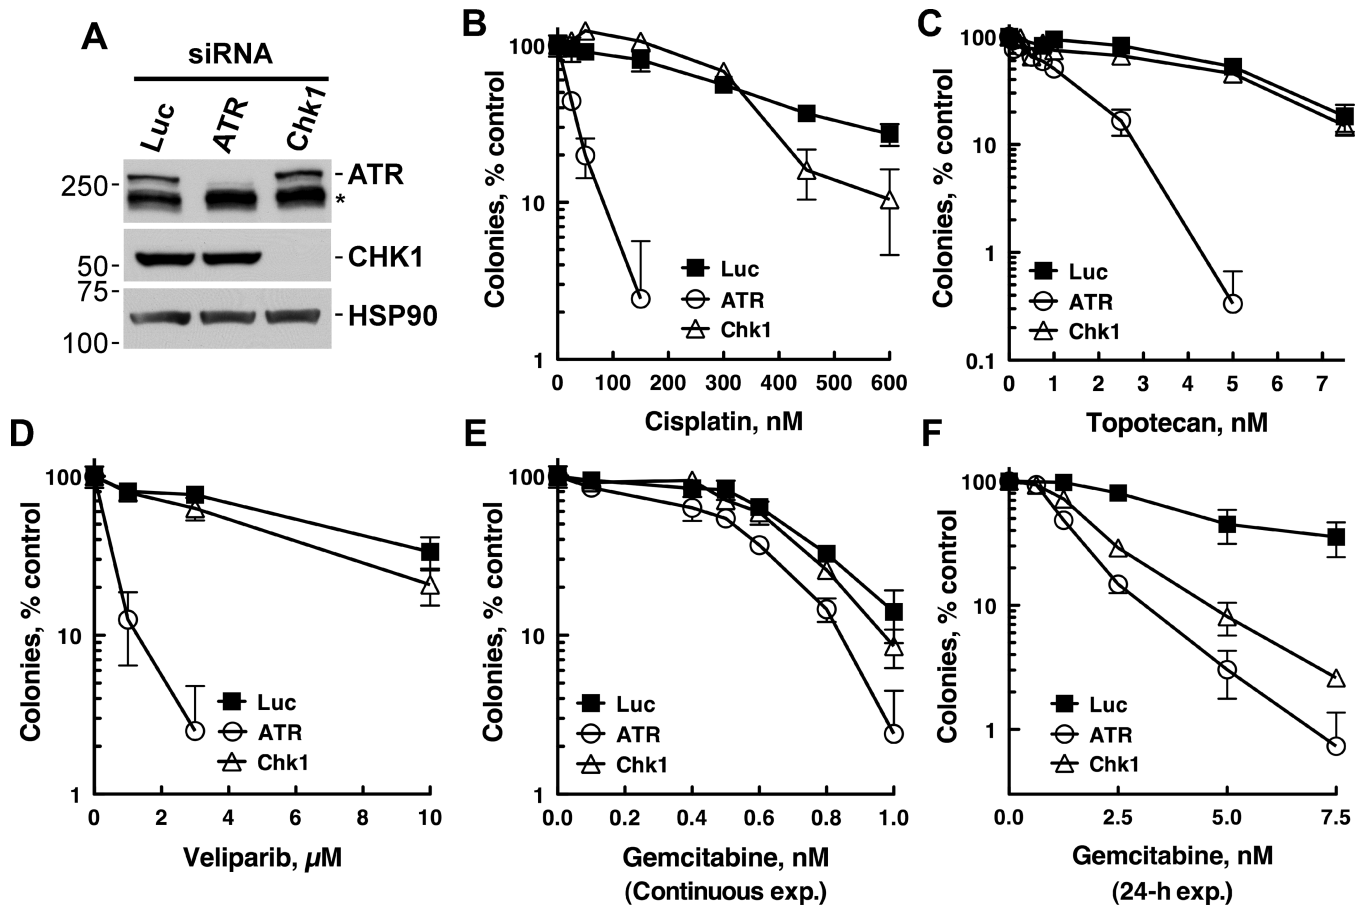 A
siRNA
Luc
ATR
Chk1
250-
-ATR
*
50-
-CHK1
75-
-HSP90
100-
B
Colonies, % control
100
10
1
Luc
ATR
Chk1
0 100 200 300 400 500 600
Cisplatin, nM
C
Colonies, % control
100
10
1
0.1
Luc
ATR
Chk1
0 1 2 3 4 5 6 7
Topotecan, nM
D
Colonies, % control
100
10
1
Luc
ATR
Chk1
0 2 4 6 8 10
Veliparib, µM
E
Colonies, % control
100
10
1
Luc
ATR
Chk1
0.0 0.2 0.4 0.6 0.8 1.0
Gemcitabine, nM
(Continuous exp.)
F
Colonies, % control
100
10
1
Luc
ATR
Chk1
0.0 2.5 5.0 7.5
Gemcitabine, nM
(24-h exp.)